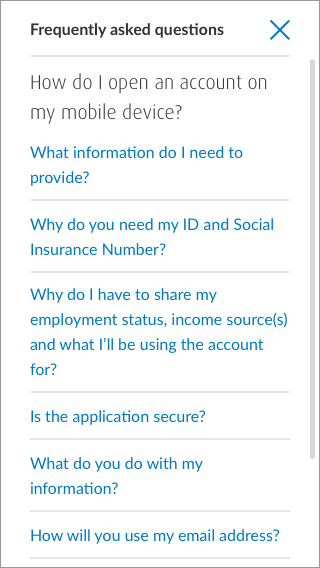 Frequently asked questions
How do I open an account on
my mobile device?
What information do I need to
provide?
Why do you need my ID and Social
Insurance Number?
Why do I have to share my
employment status, income source(s)
and what I’ll be using the account
for?
Is the application secure?
What do you do with my
information?
How will you use my email address?